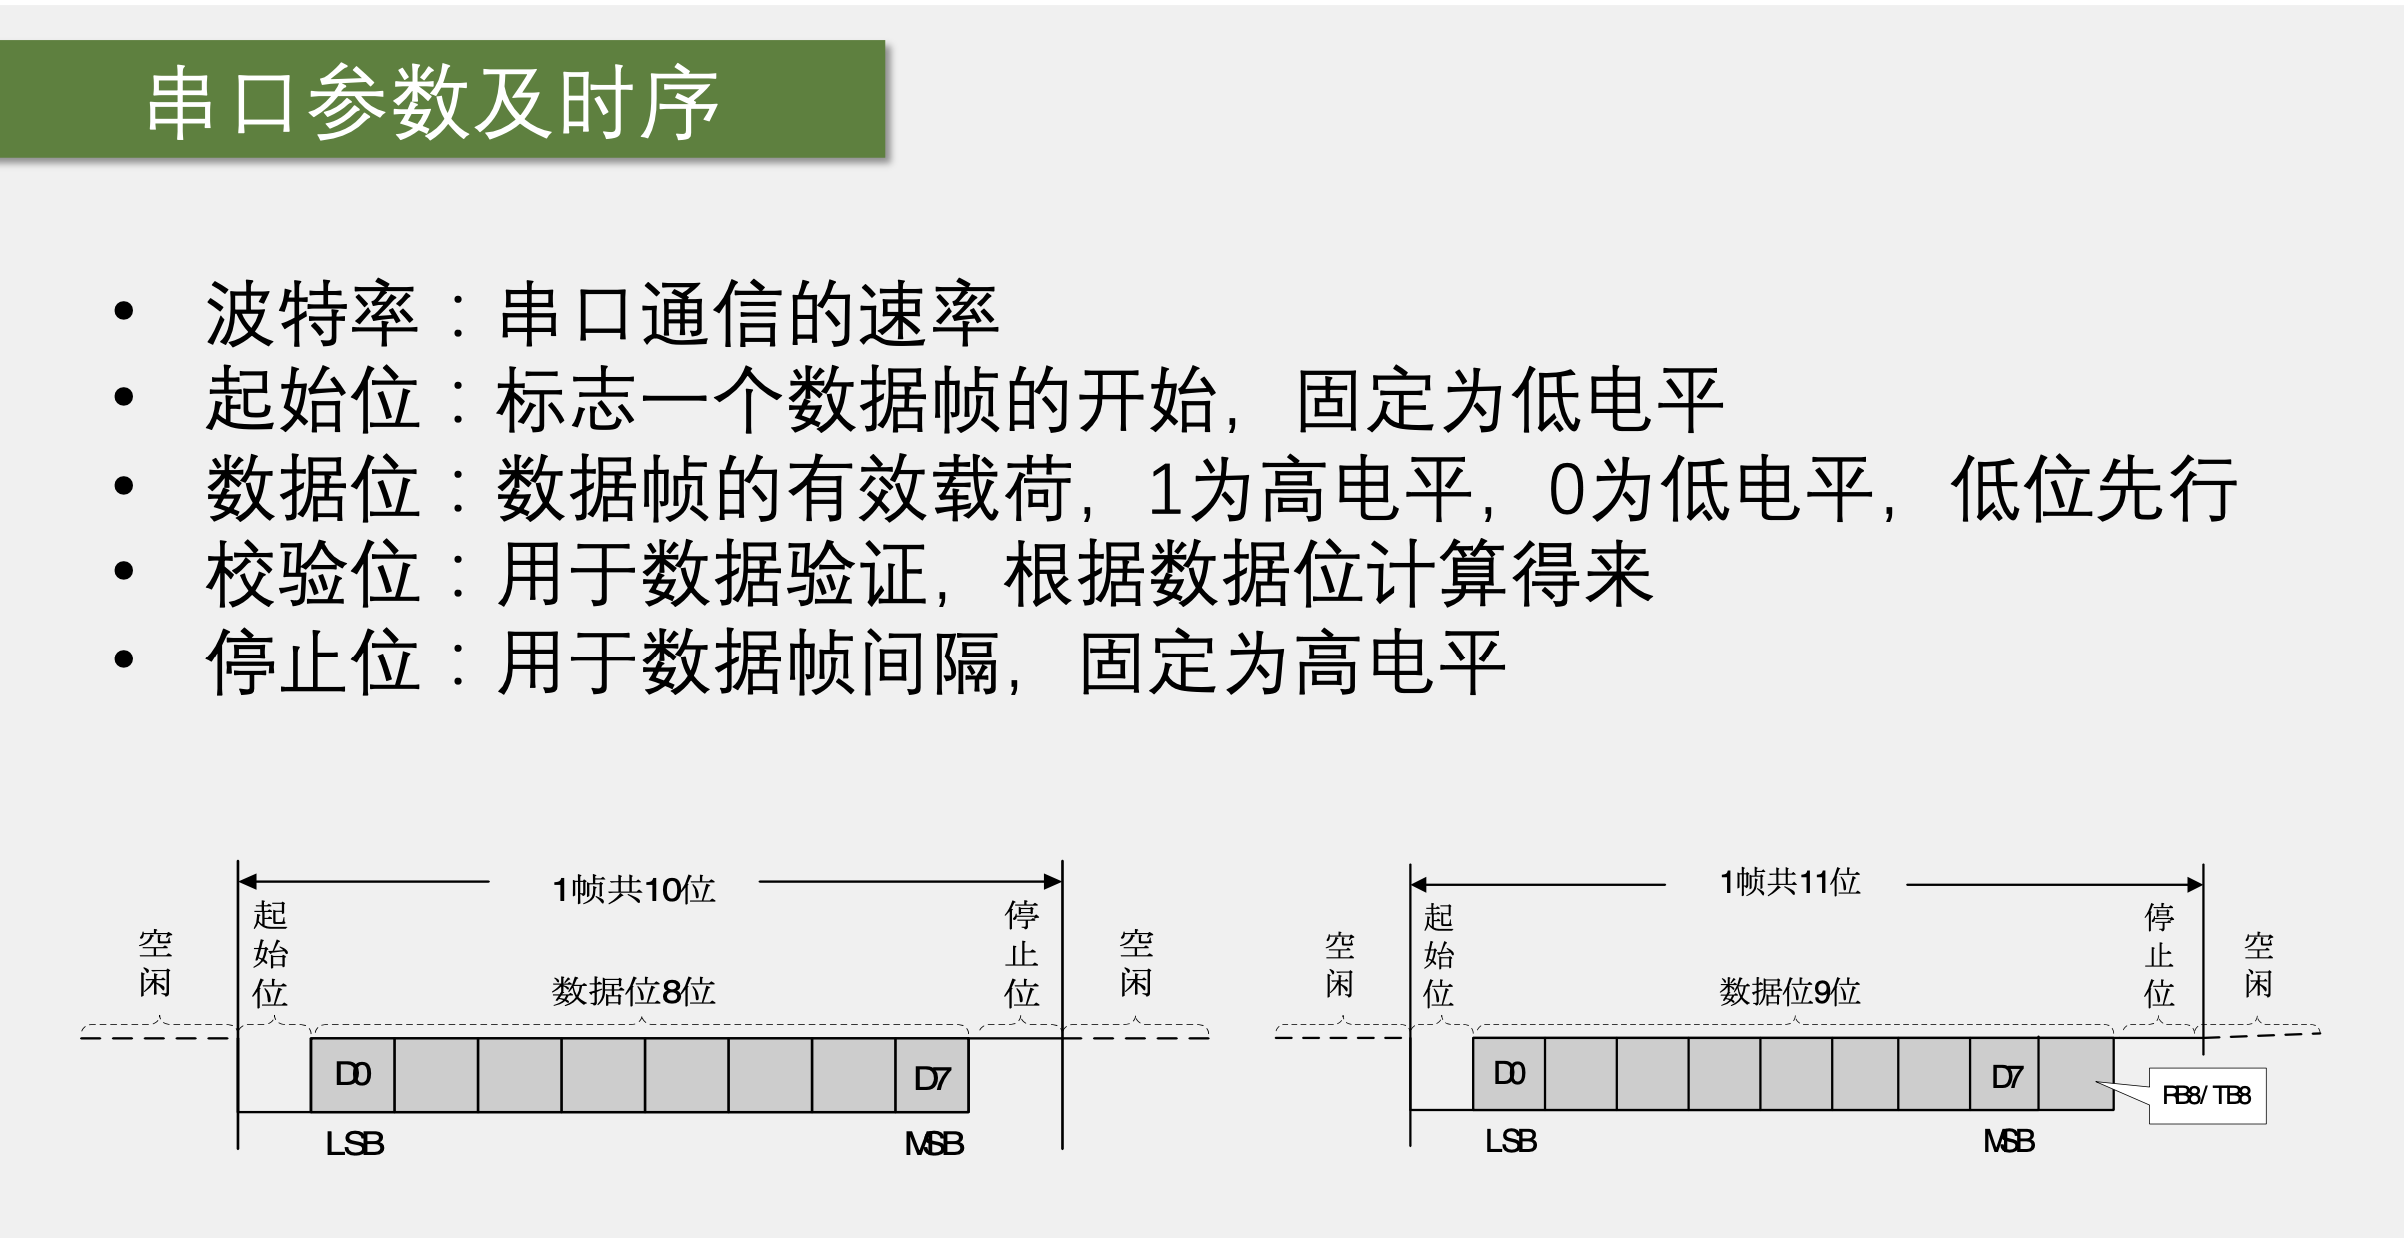 串口参数及时序
• 波特率：串口通信的速率
• 起始位：标志一个数据帧的开始，固定为低电平
• 数据位：数据帧的有效载荷，1为高电平，0为低电平，低位先行
• 校验位：用于数据验证，根据数据位计算得来
• 停止位：用于数据帧间隔，固定为高电平
1帧共10位
空闲
起始位
数据位8位
停止位
空闲
D0
D7
LSB
MSB
1帧共11位
空闲
起始位
数据位9位
停止位
空闲
D0
D7
RB8/ TB8
LSB
MSB